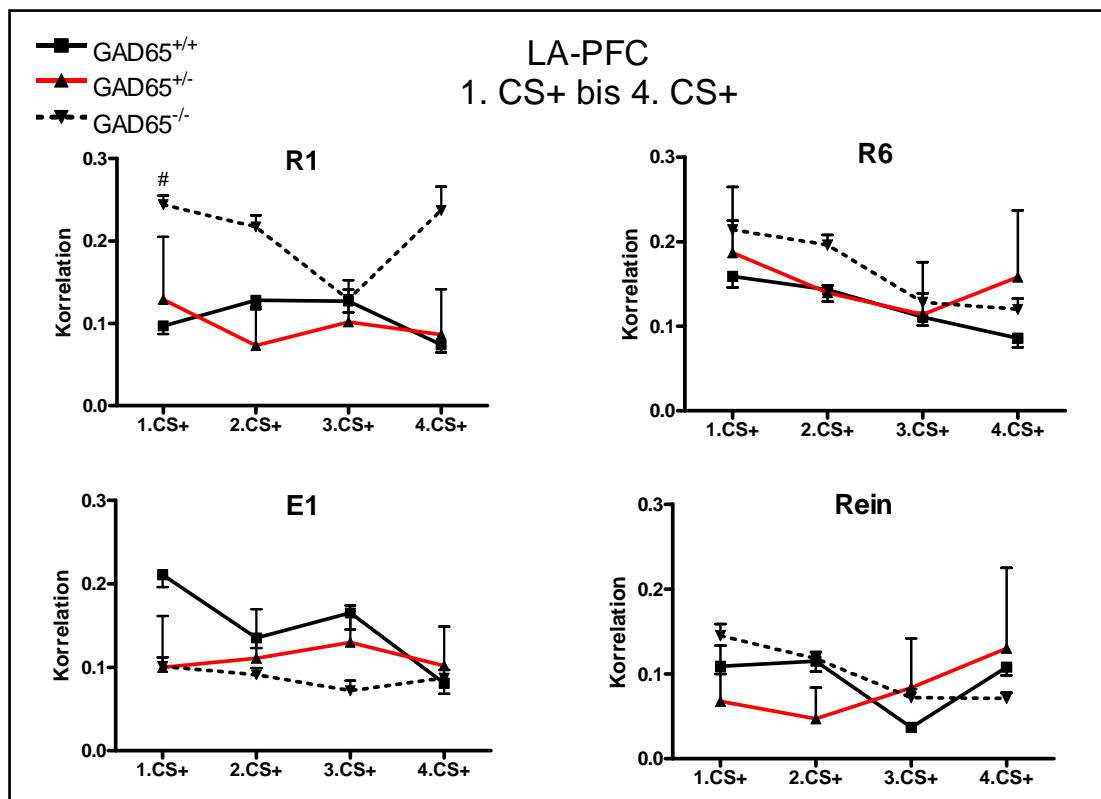 GAD65+/+
GAD65+/-
GAD65-/-
LA-PFC
1. CS+ bis 4. CS+
R1
#
Korrelation
0.3
0.2
0.1
0.0
1.CS+ 2.CS+ 3.CS+ 4.CS+
R6
Korrelation
0.3
0.2
0.1
0.0
1.CS+ 2.CS+ 3.CS+ 4.CS+
E1
Korrelation
0.3
0.2
0.1
0.0
1.CS+ 2.CS+ 3.CS+ 4.CS+
Rein
Korrelation
0.3
0.2
0.1
0.0
1.CS+ 2.CS+ 3.CS+ 4.CS+